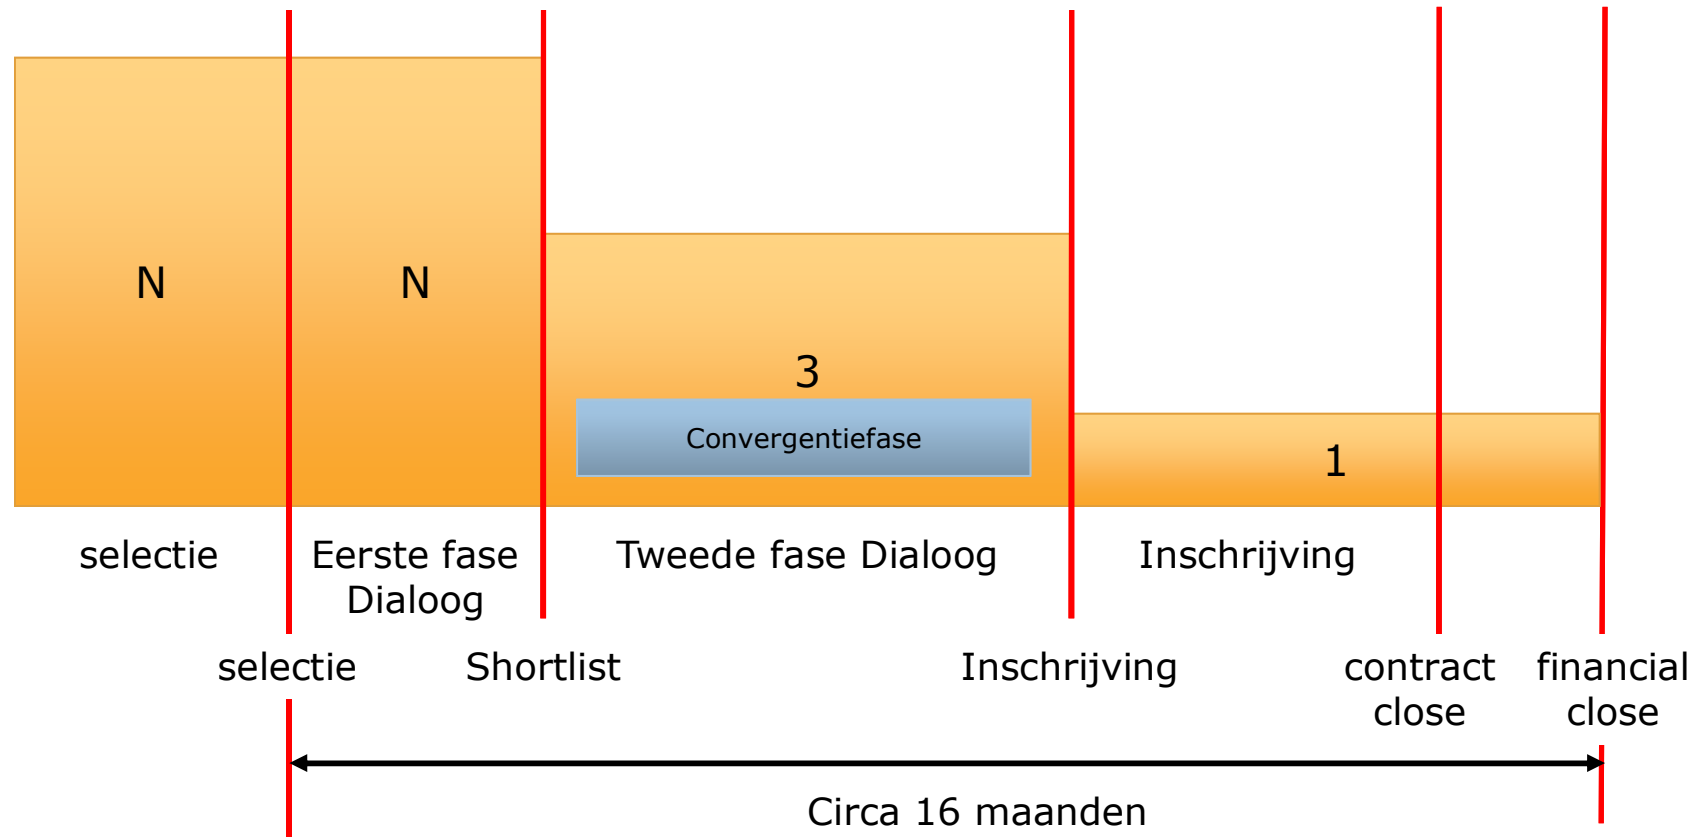 N
N
3
Convergentiefase
1
selectie
Eerste fase
Dialoog
Tweede fase Dialoog
Inschrijving
selectie
Shortlist
Inschrijving
contract
close
financial
close
Circa 16 maanden